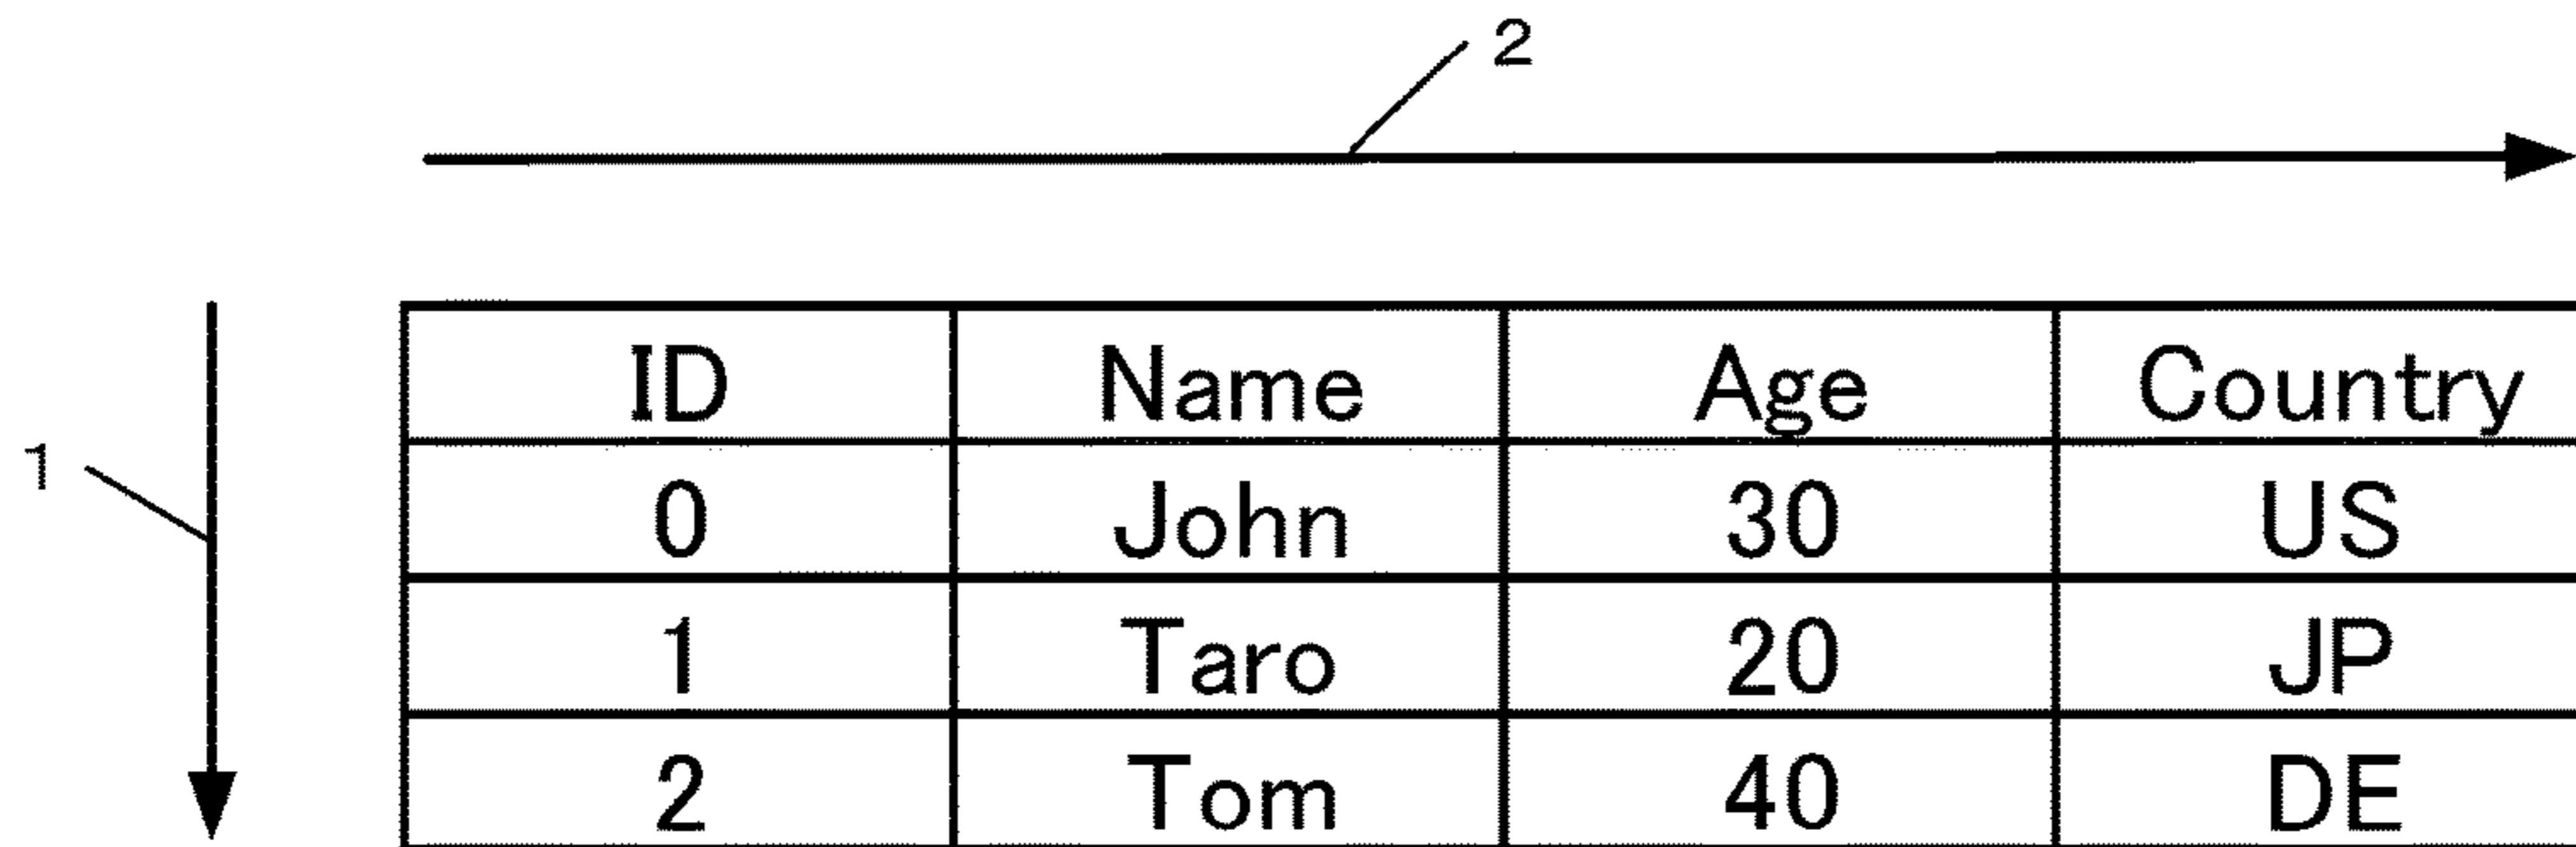 2
1
ID Name Age Country
0 John 30 US
1 Taro 20 JP
2 Tom 40 DE